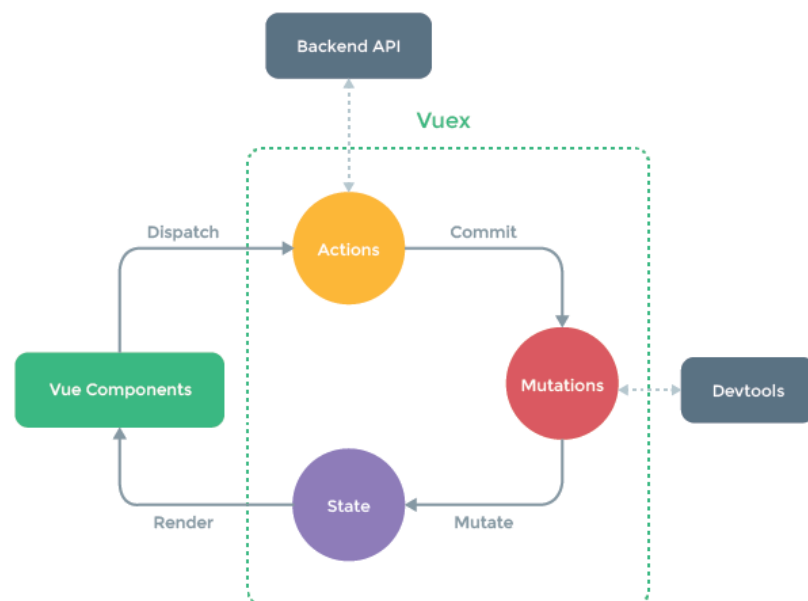 Backend API
Vuex
Dispatch
Commit
Actions
Vue Components
Mutations
Devtools
State
Render
Mutate